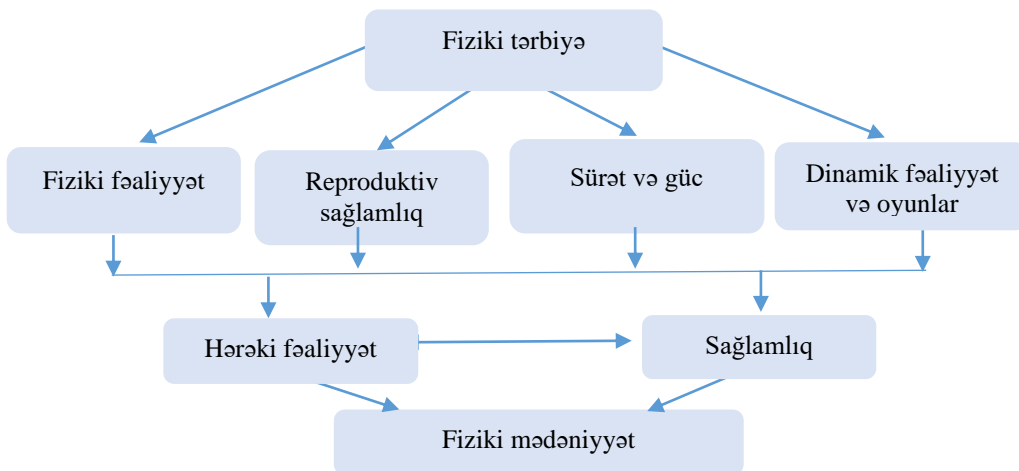 Fiziki tərbiyə
Fiziki fəaliyyət
Reproduktiv
sağlamlıq
Sürət və güc
Dinamik fəaliyyət
və oyunlar
Hərəki fəaliyyət
Sağlamlıq
Fiziki mədəniyyət